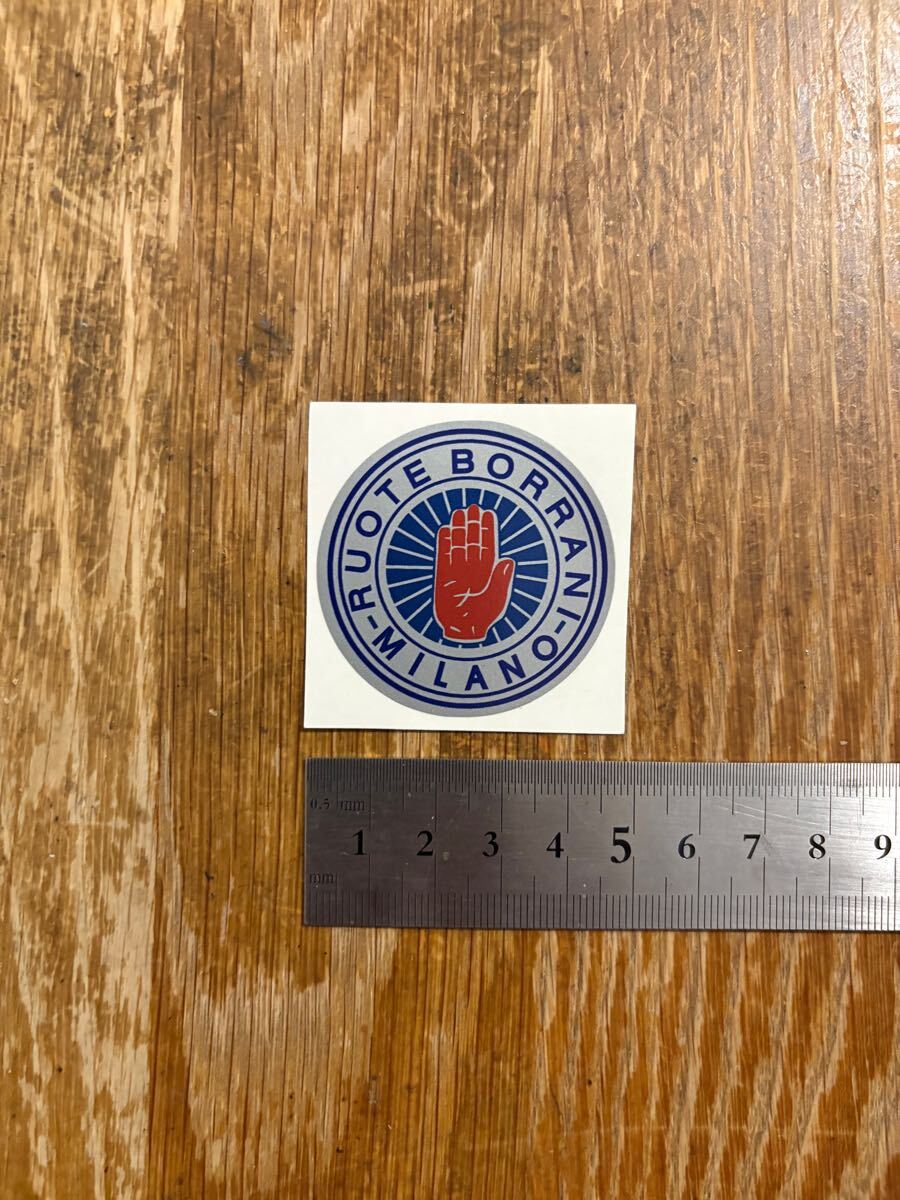 RUOTE BORRANI
-MILANO-
0.5 mm
1 2 3 4 5 6 7 8 9
mm